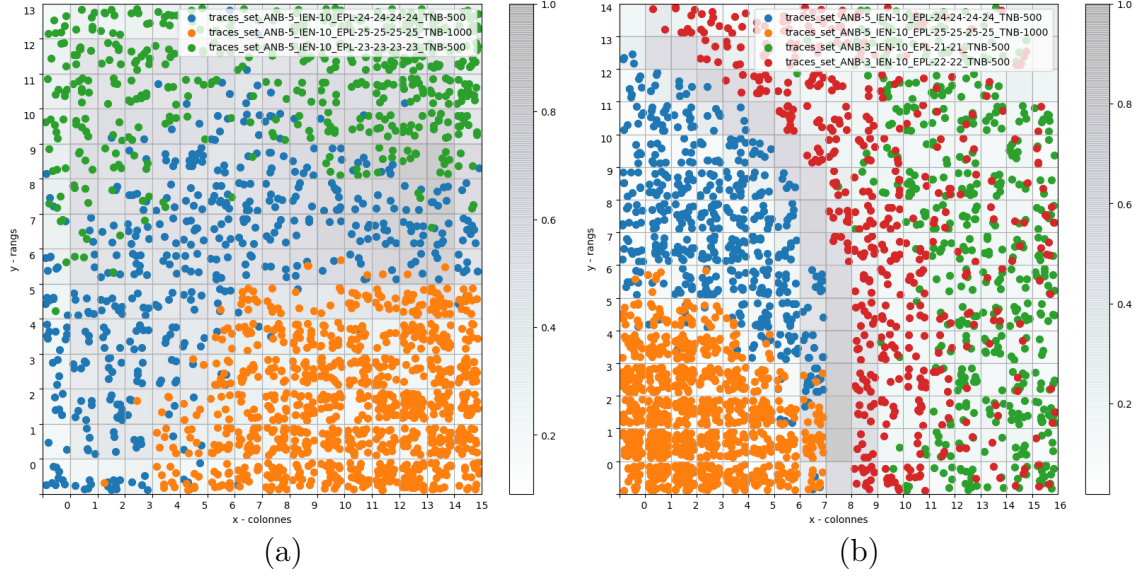 traces_set_ANB-5_IEN-10_EPL-24-24-24-24_TNB-500
traces_set_ANB-5_IEN-10_EPL-25-25-25-25_TNB-1000
traces_set_ANB-5_IEN-10_EPL-23-23-23-23_TNB-500
y - rangs
13
12
11
10
9
8
7
6
5
4
3
2
1
0
0 1 2 3 4 5 6 7 8 9 10 11 12 13 14 15
x - colonnes
1.0
0.8
0.6
0.4
0.2
(a)
traces_set_ANB-5_IEN-10_EPL-24-24-24-24_TNB-500
traces_set_ANB-5_IEN-10_EPL-25-25-25-25_TNB-1000
traces_set_ANB-3_IEN-10_EPL-21-21_TNB-500
traces_set_ANB-3_IEN-10_EPL-22-22_TNB-500
y - rangs
14
13
12
11
10
9
8
7
6
5
4
3
2
1
0
0 1 2 3 4 5 6 7 8 9 10 11 12 13 14 15 16
x - colonnes
1.0
0.8
0.6
0.4
0.2
(b)